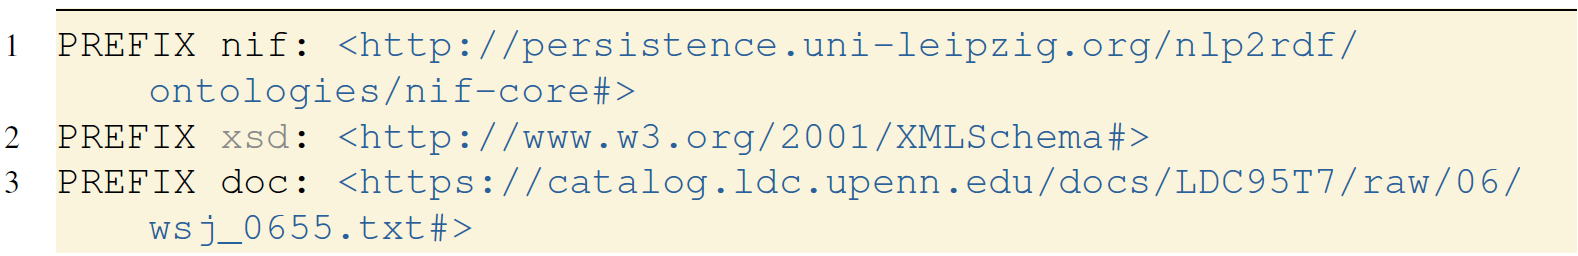 1 PREFIX nif: <http://persistence.uni-leipzig.org/nlp2rdf/
ontologies/nif-core#>
2 PREFIX xsd: <http://www.w3.org/2001/XMLSchema#>
3 PREFIX doc: <https://catalog.ldc.upenn.edu/docs/LDC95T7/raw/06/
wsj_0655.txt#>